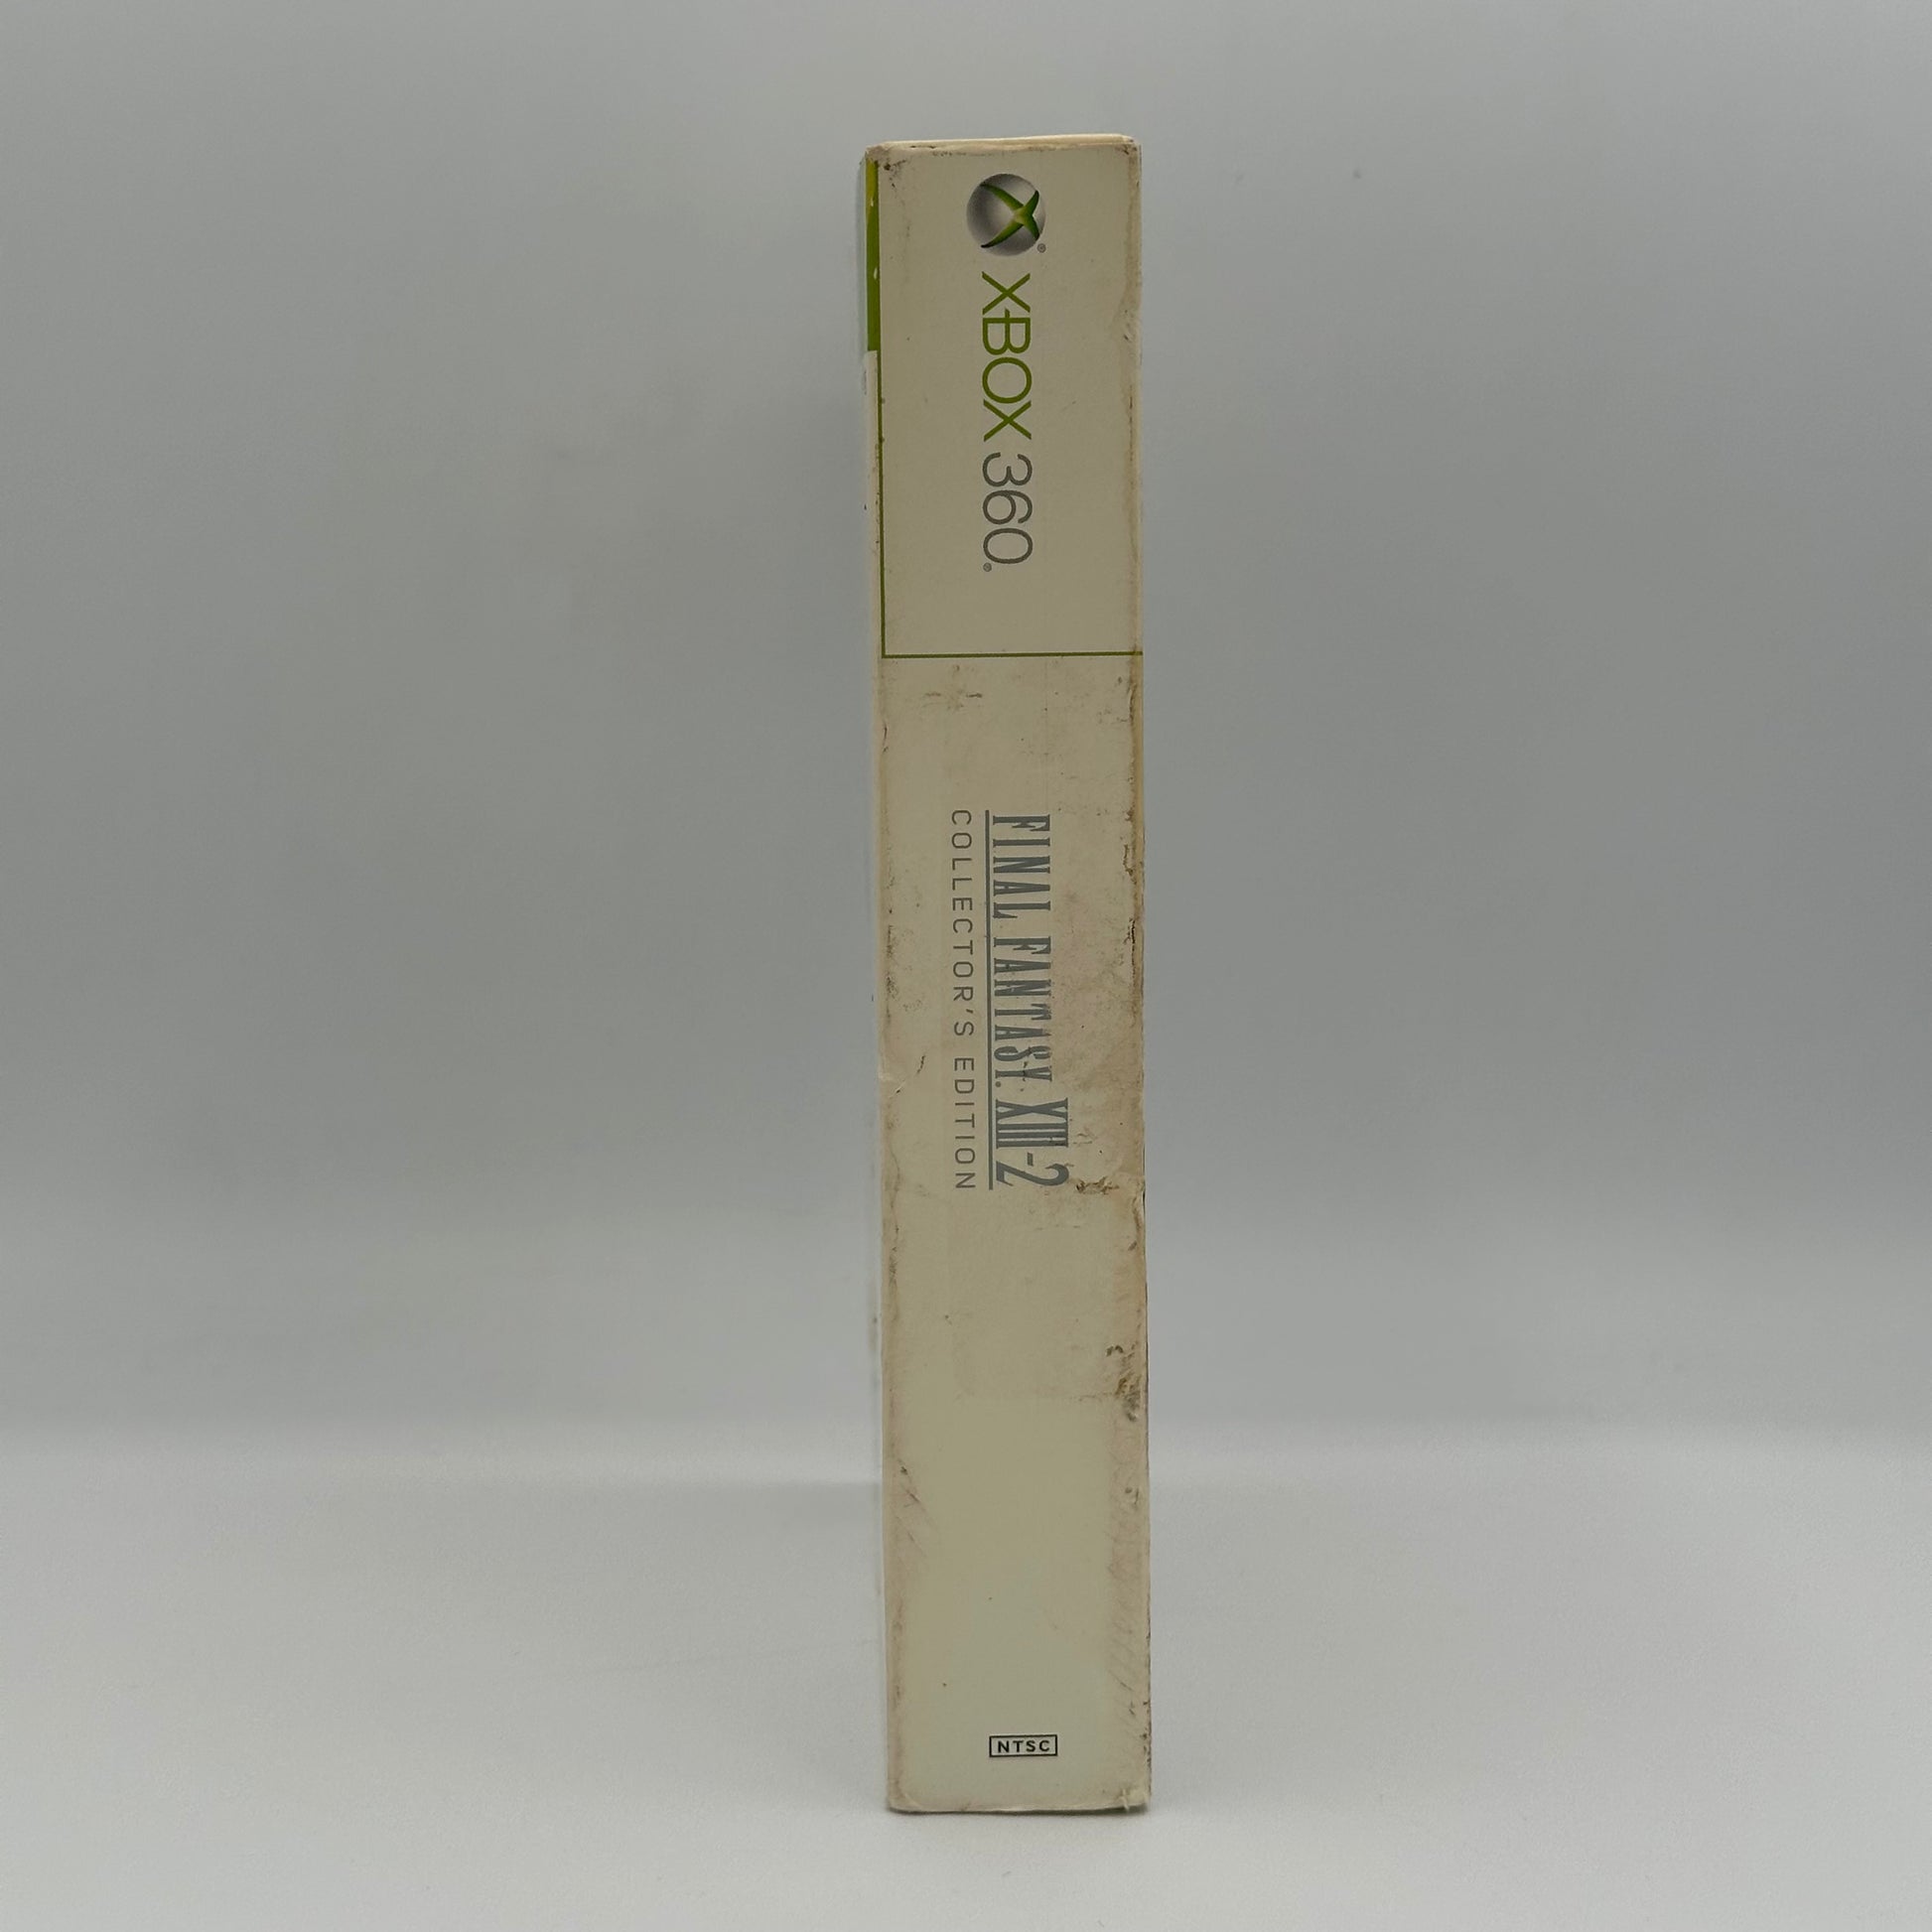 XBOX 360®
FINAL FANTASY® XIII-2
COLLECTOR'S EDITION
NTSC